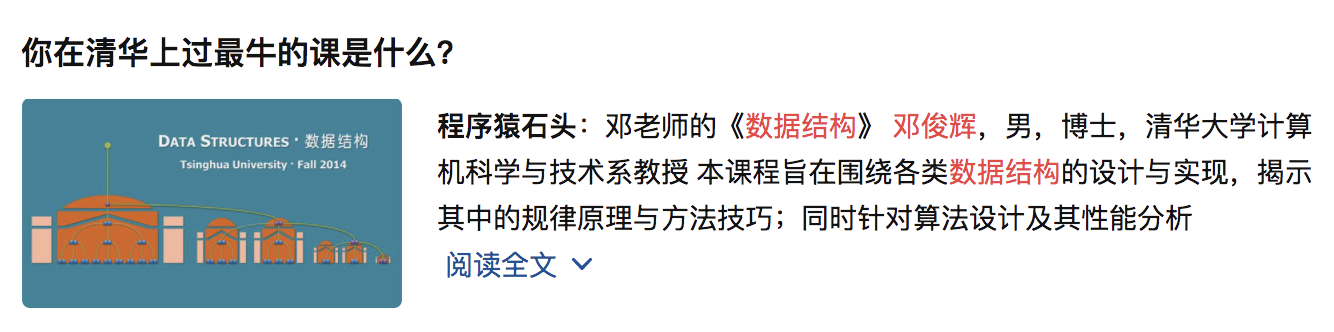 你在清华上过最牛的课是什么?
DATA STRUCTURES · 数据结构
Tsinghua University · Fall 2014
程序猿石头：邓老师的《数据结构》 邓俊辉，男，博士，清华大学计算
机科学与技术系教授 本课程旨在围绕各类数据结构的设计与实现，揭示
其中的规律原理与方法技巧；同时针对算法设计及其性能分析
阅读全文